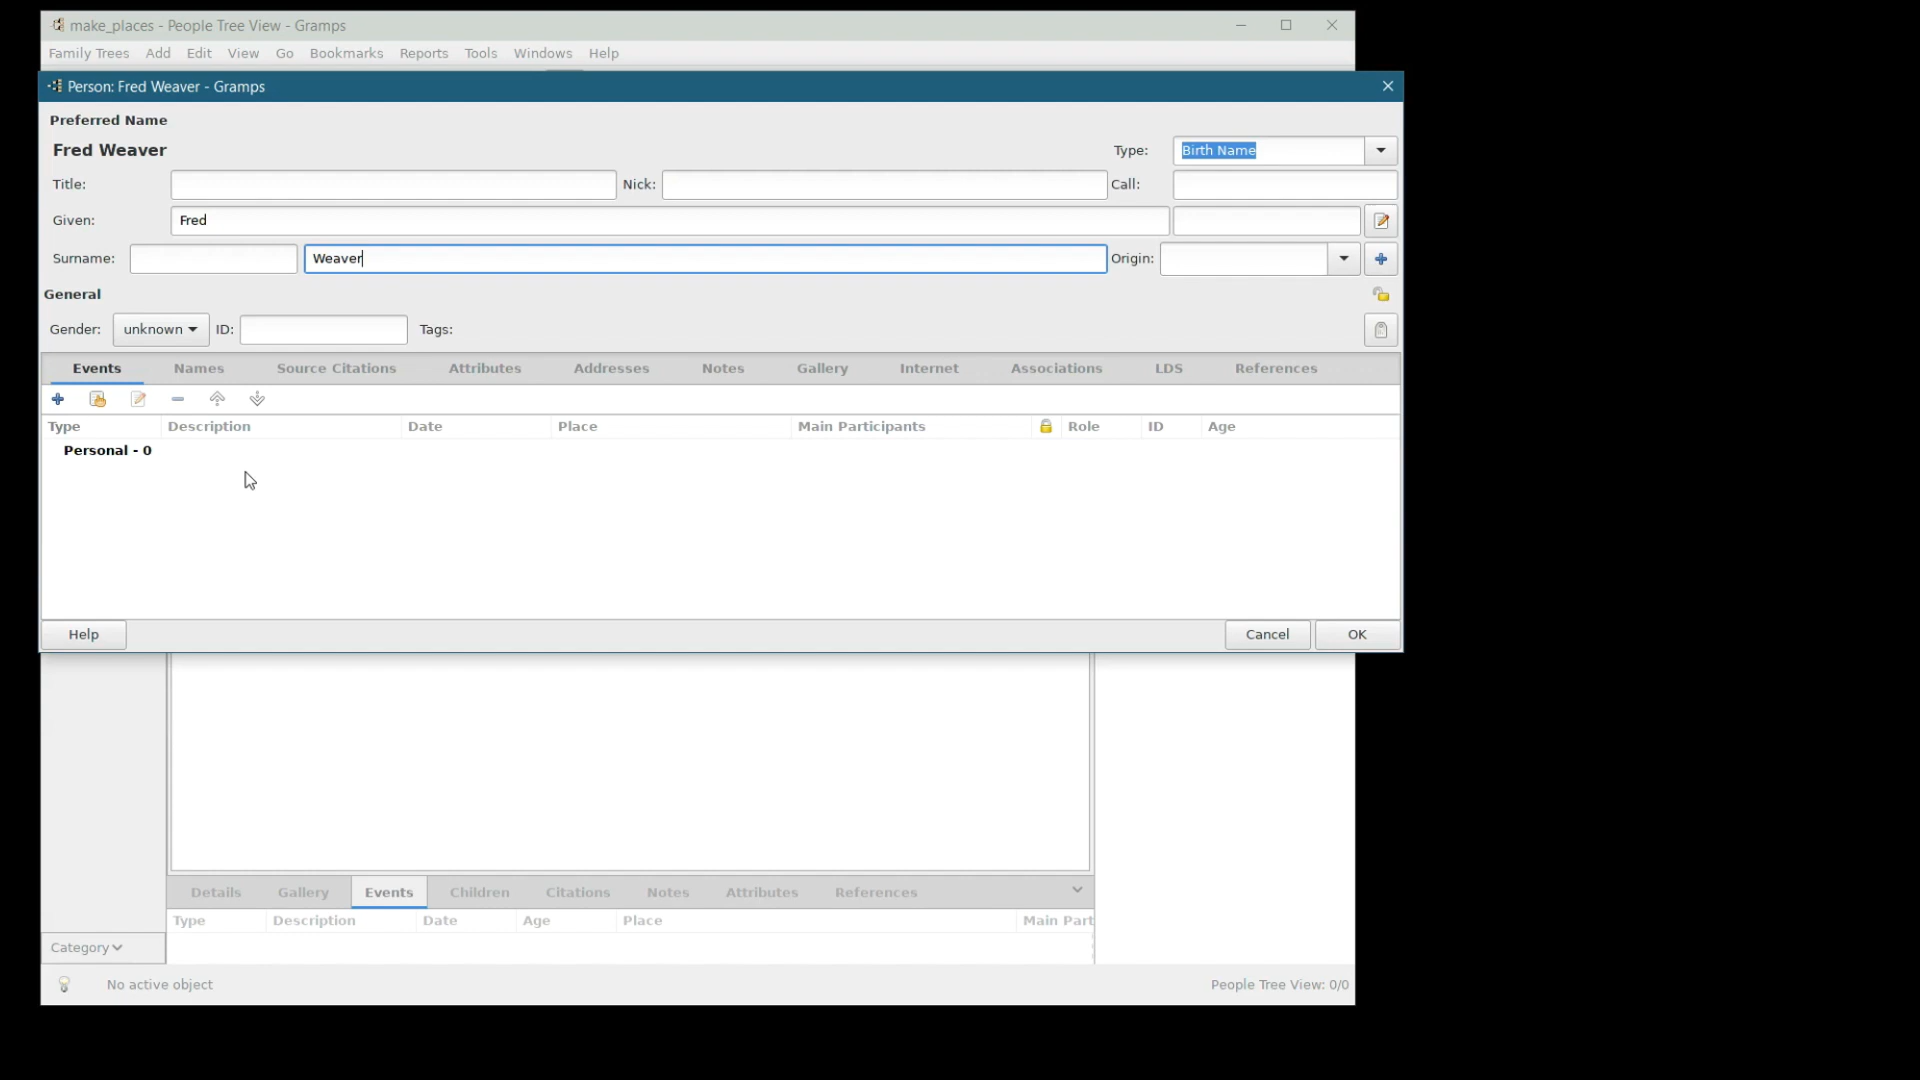 make_places - People Tree View - Gramps
Family Trees Add Edit View Go Bookmarks Reports Tools Windows Help
Person: Fred Weaver - Gramps
Preferred Name
Fred Weaver Type: Birth Name
Title: Nick: Call:
Given: Fred
Surname: Weaver Origin:
General
Gender: unknown ID: Tags:
Events Names Source Citations Attributes Addresses Notes Gallery Internet Associations LDS References
Type Description Date Place Main Participants Role ID Age
Personal - 0
Help Cancel OK
Details Gallery Events Children Citations Notes Attributes References
Type Description Date Age Place Main Part
Category
No active object People Tree View: 0/0